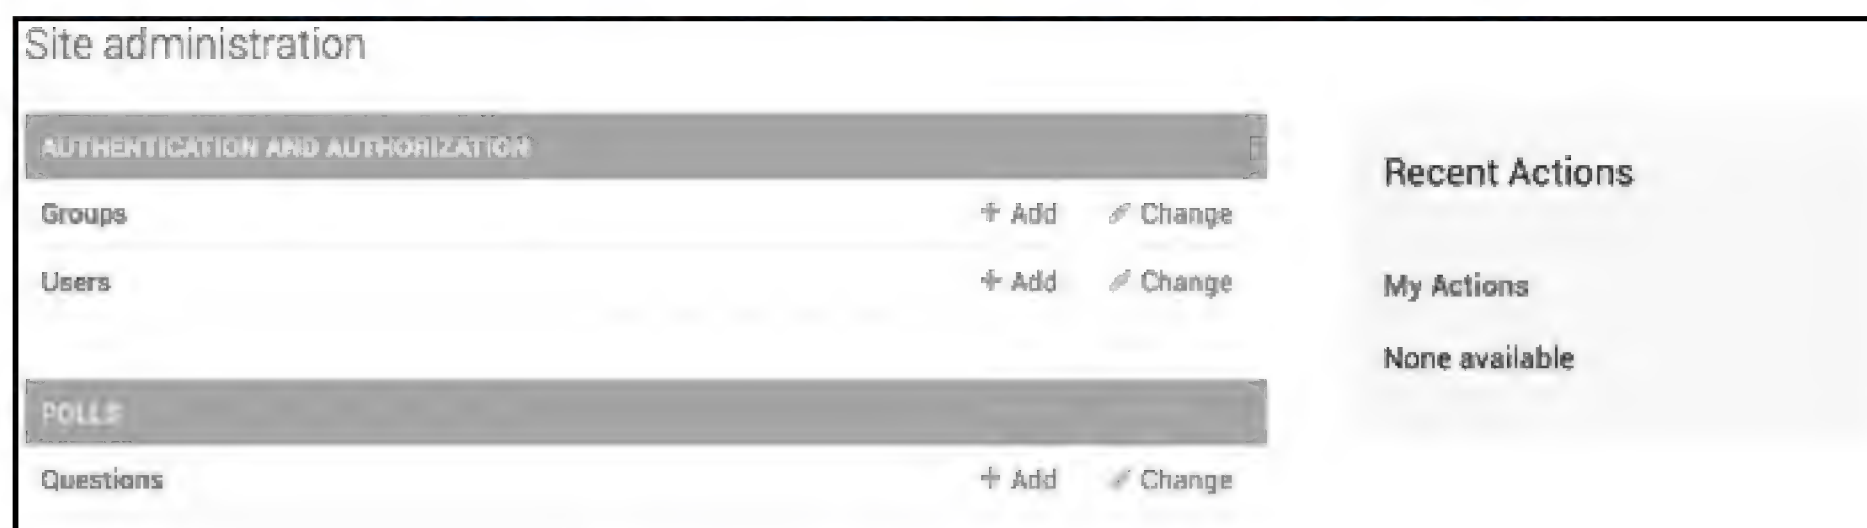 Site administration
AUTHENTICATION AND AUTHORIZATION
Groups + Add Change
Users + Add Change
POLLS
Questions + Add Change
Recent Actions
My Actions
None available